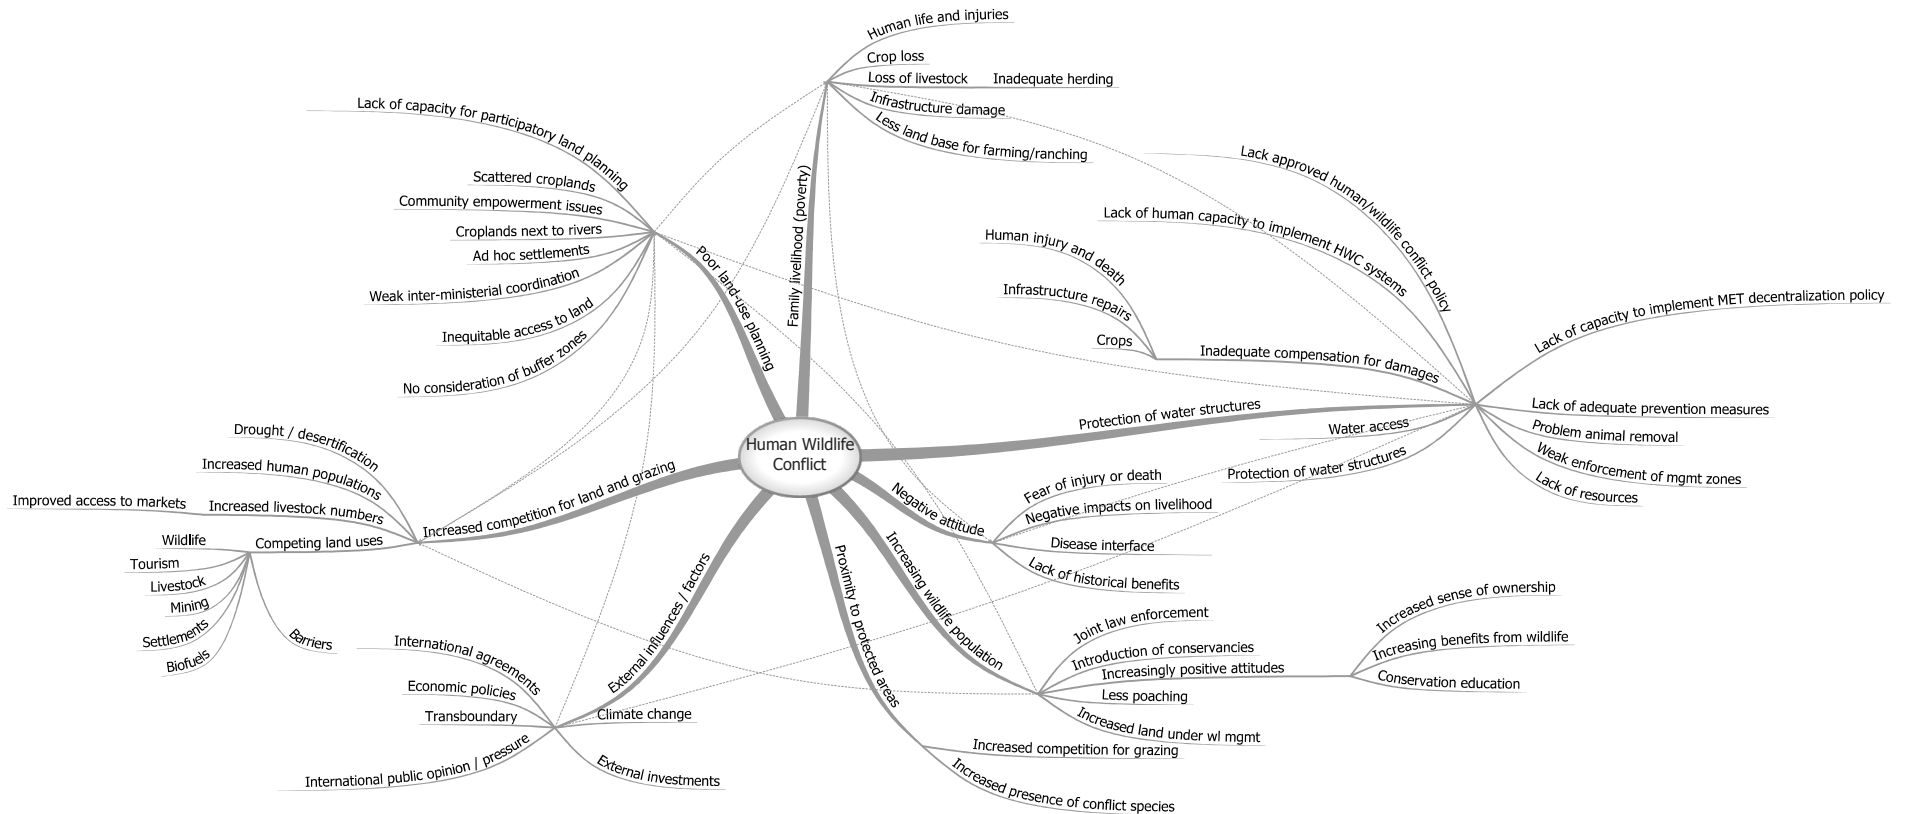 Human Wildlife
Conflict
Family livelihood (poverty)
Human life and injuries
Crop loss
Loss of livestock
Inadequate herding
Infrastructure damage
Less land base for farming/ranching
Poor land-use planning
Lack of capacity for participatory land planning
Scattered croplands
Community empowerment issues
Croplands next to rivers
Ad hoc settlements
Weak inter-ministerial coordination
Inequitable access to land
No consideration of buffer zones
Protection of water structures
Lack approved human/wildlife conflict policy
Lack of human capacity to implement HWC systems
Inadequate compensation for damages
Human injury and death
Infrastructure repairs
Crops
Water access
Protection of water structures
Lack of capacity to implement MET decentralization policy
Lack of adequate prevention measures
Problem animal removal
Weak enforcement of mgmt zones
Lack of resources
Negative attitude
Fear of injury or death
Negative impacts on livelihood
Disease interface
Lack of historical benefits
Increasing wildlife population
Joint law enforcement
Introduction of conservancies
Increasingly positive attitudes
Increased sense of ownership
Increasing benefits from wildlife
Conservation education
Less poaching
Increased land under wl mgmt
Proximity to protected areas
Increased competition for grazing
Increased presence of conflict species
External influences / factors
International agreements
Economic policies
Transboundary
International public opinion / pressure
Climate change
External investments
Increased competition for land and grazing
Drought / desertification
Increased human populations
Increased livestock numbers
Improved access to markets
Competing land uses
Wildlife
Tourism
Livestock
Mining
Settlements
Biofuels
Barriers